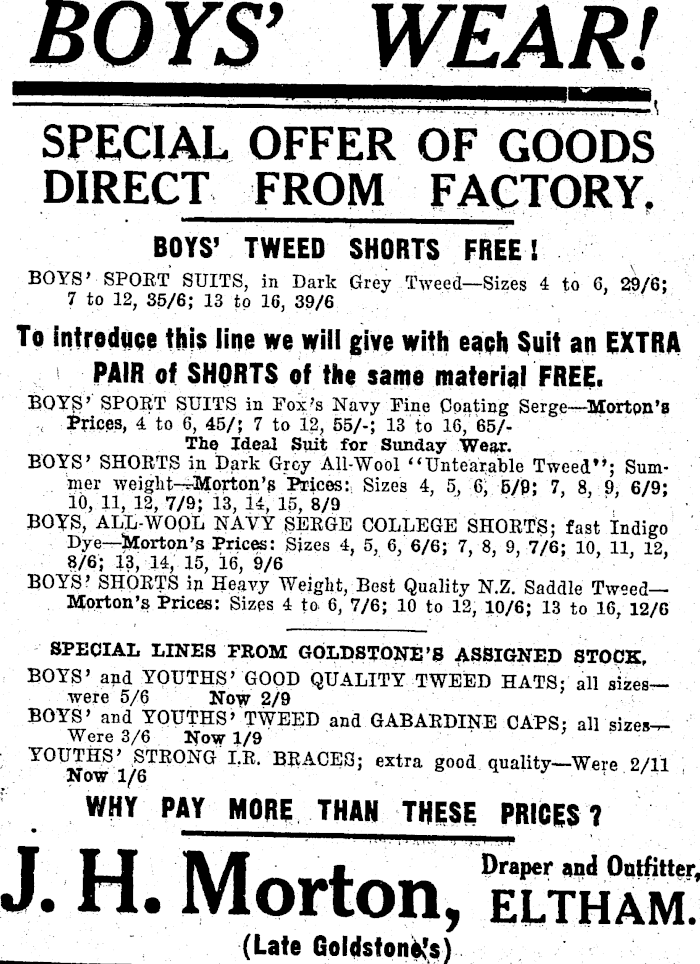 BOYS' WEAR!
SPECIAL OFFER OF GOODS
DIRECT FROM FACTORY.
BOYS' TWEED SHORTS FREE!
BOYS' SPORT SUITS, in Dark Grey Tweed—Sizes 4 to 6, 29/6;
7 to 12, 35/6; 13 to 16, 39/6
To introduce this line we will give with each Suit an EXTRA
PAIR of SHORTS of the same material FREE.
BOYS' SPORT SUITS in Fox's Navy Fine Coating Serge—Morton's
Prices, 4 to 6, 45/; 7 to 12, 55/-; 13 to 16, 65/-
The Ideal Suit for Sunday Wear.
BOYS' SHORTS in Dark Grey All-Wool "Untearable Tweed"; Sum-
mer weight—Morton's Prices: Sizes 4, 5, 6, 5/9; 7, 8, 9, 6/9;
10, 11, 12, 7/9; 13, 14, 15, 8/9
BOYS, ALL-WOOL NAVY SERGE COLLEGE SHORTS; fast Indigo
Dye—Morton's Prices: Sizes 4, 5, 6, 6/6; 7, 8, 9, 7/6; 10, 11, 12,
8/6; 13, 14, 15, 16, 9/6
BOYS' SHORTS in Heavy Weight, Best Quality N.Z. Saddle Tweed—
Morton's Prices: Sizes 4 to 6, 7/6; 10 to 12, 10/6; 13 to 16, 12/6
SPECIAL LINES FROM GOLDSTONE'S ASSIGNED STOCK.
BOYS' and YOUTHS' GOOD QUALITY TWEED HATS; all sizes—
were 5/6 Now 2/9
BOYS' and YOUTHS' TWEED and GABARDINE CAPS; all sizes—
Were 3/6 Now 1/9
YOUTHS' STRONG I.R. BRACES; extra good quality—Were 2/11
Now 1/6
WHY PAY MORE THAN THESE PRICES?
J. H. Morton,
Draper and Outfitter,
ELTHAM.
(Late Goldstone's)